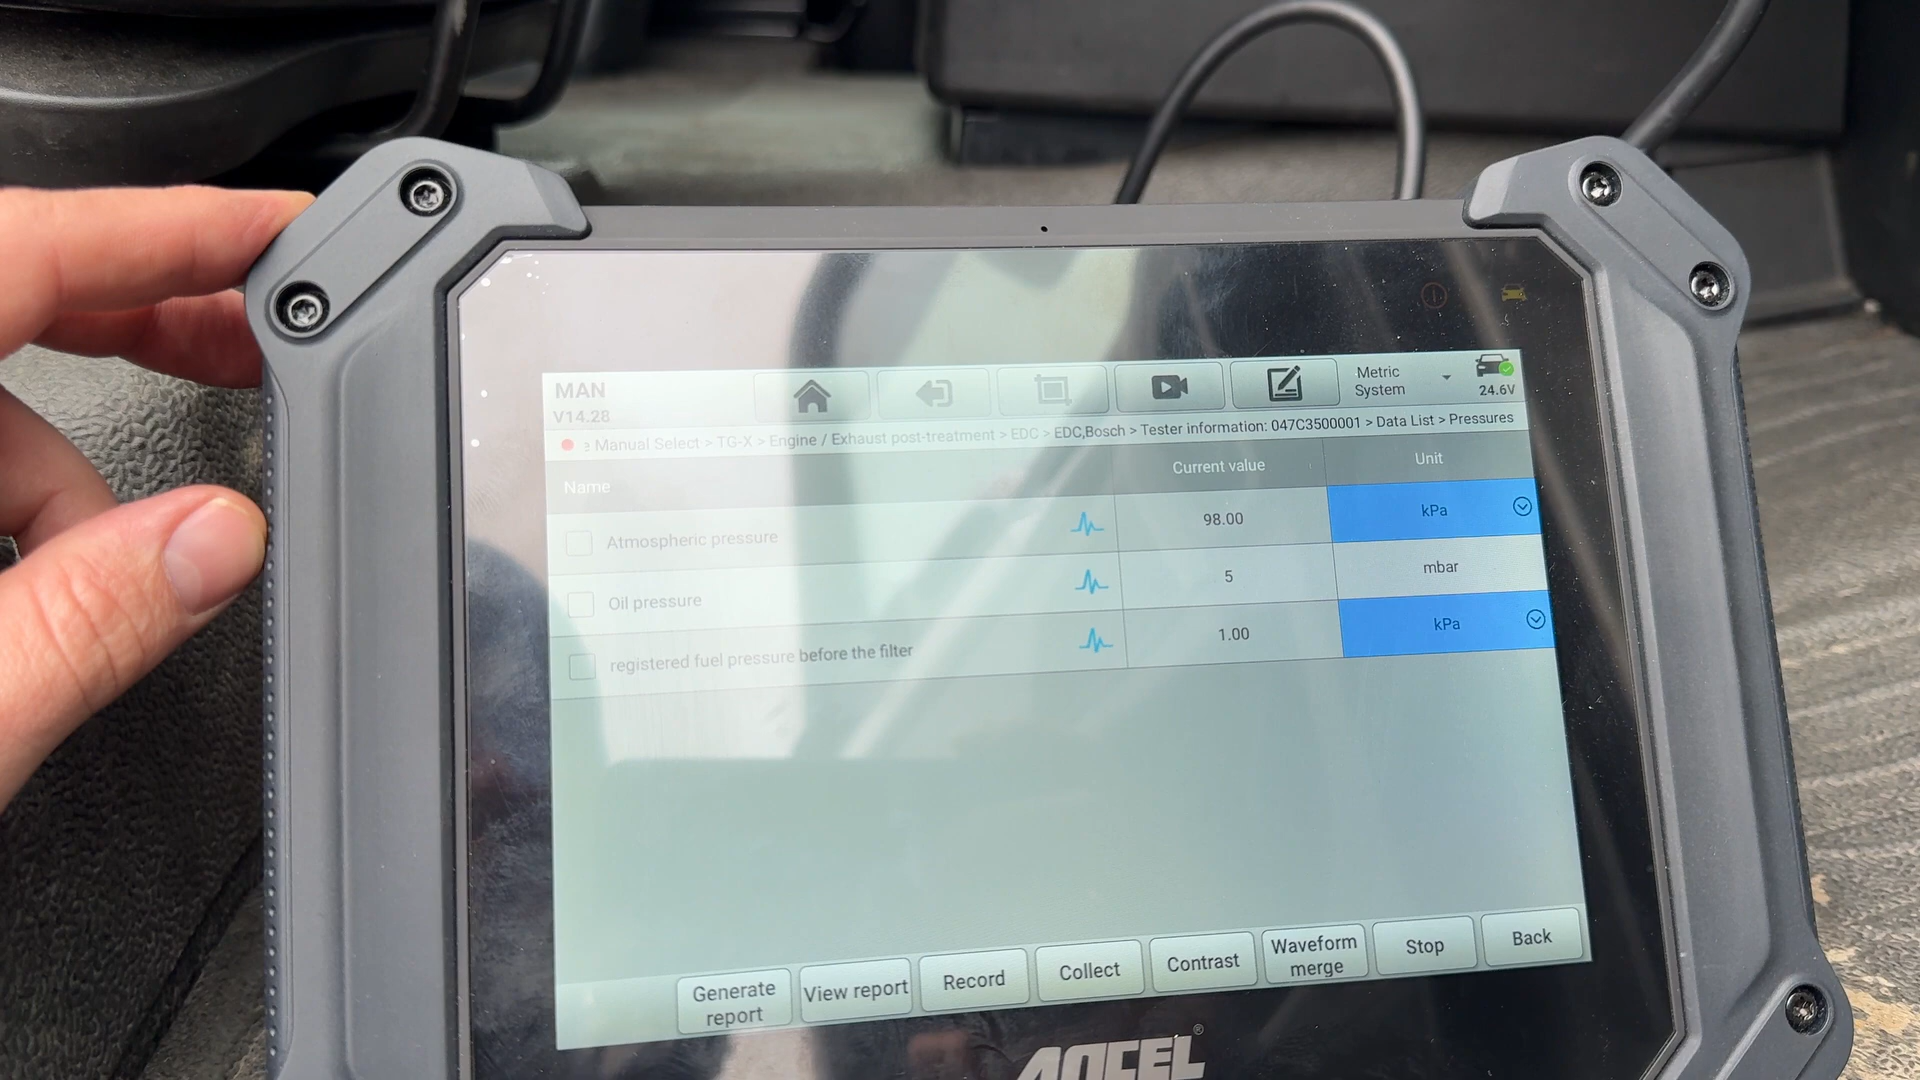 MAN
V14.28
Metric
System
24.6V
Manual Select > TG-X > Engine / Exhaust post-treatment > EDC > EDC,Bosch > Tester information: 047C3500001 > Data List > Pressures
Name Current value Unit
Atmospheric pressure 98.00 kPa
Oil pressure 5 mbar
registered fuel pressure before the filter 1.00 kPa
Generate
report
View report
Record
Collect
Contrast
Waveform
merge
Stop
Back
ANCEL®